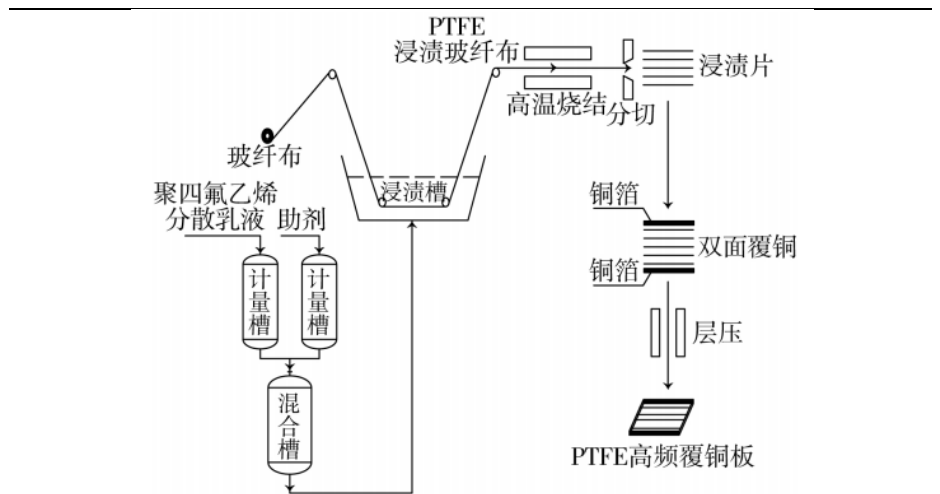 PTFE
浸渍玻纤布
浸渍片
高温烧结
分切
玻纤布
浸渍槽
聚四氟乙烯
分散乳液
助剂
铜箔
双面覆铜
铜箔
计量槽
计量槽
层压
混合槽
PTFE高频覆铜板